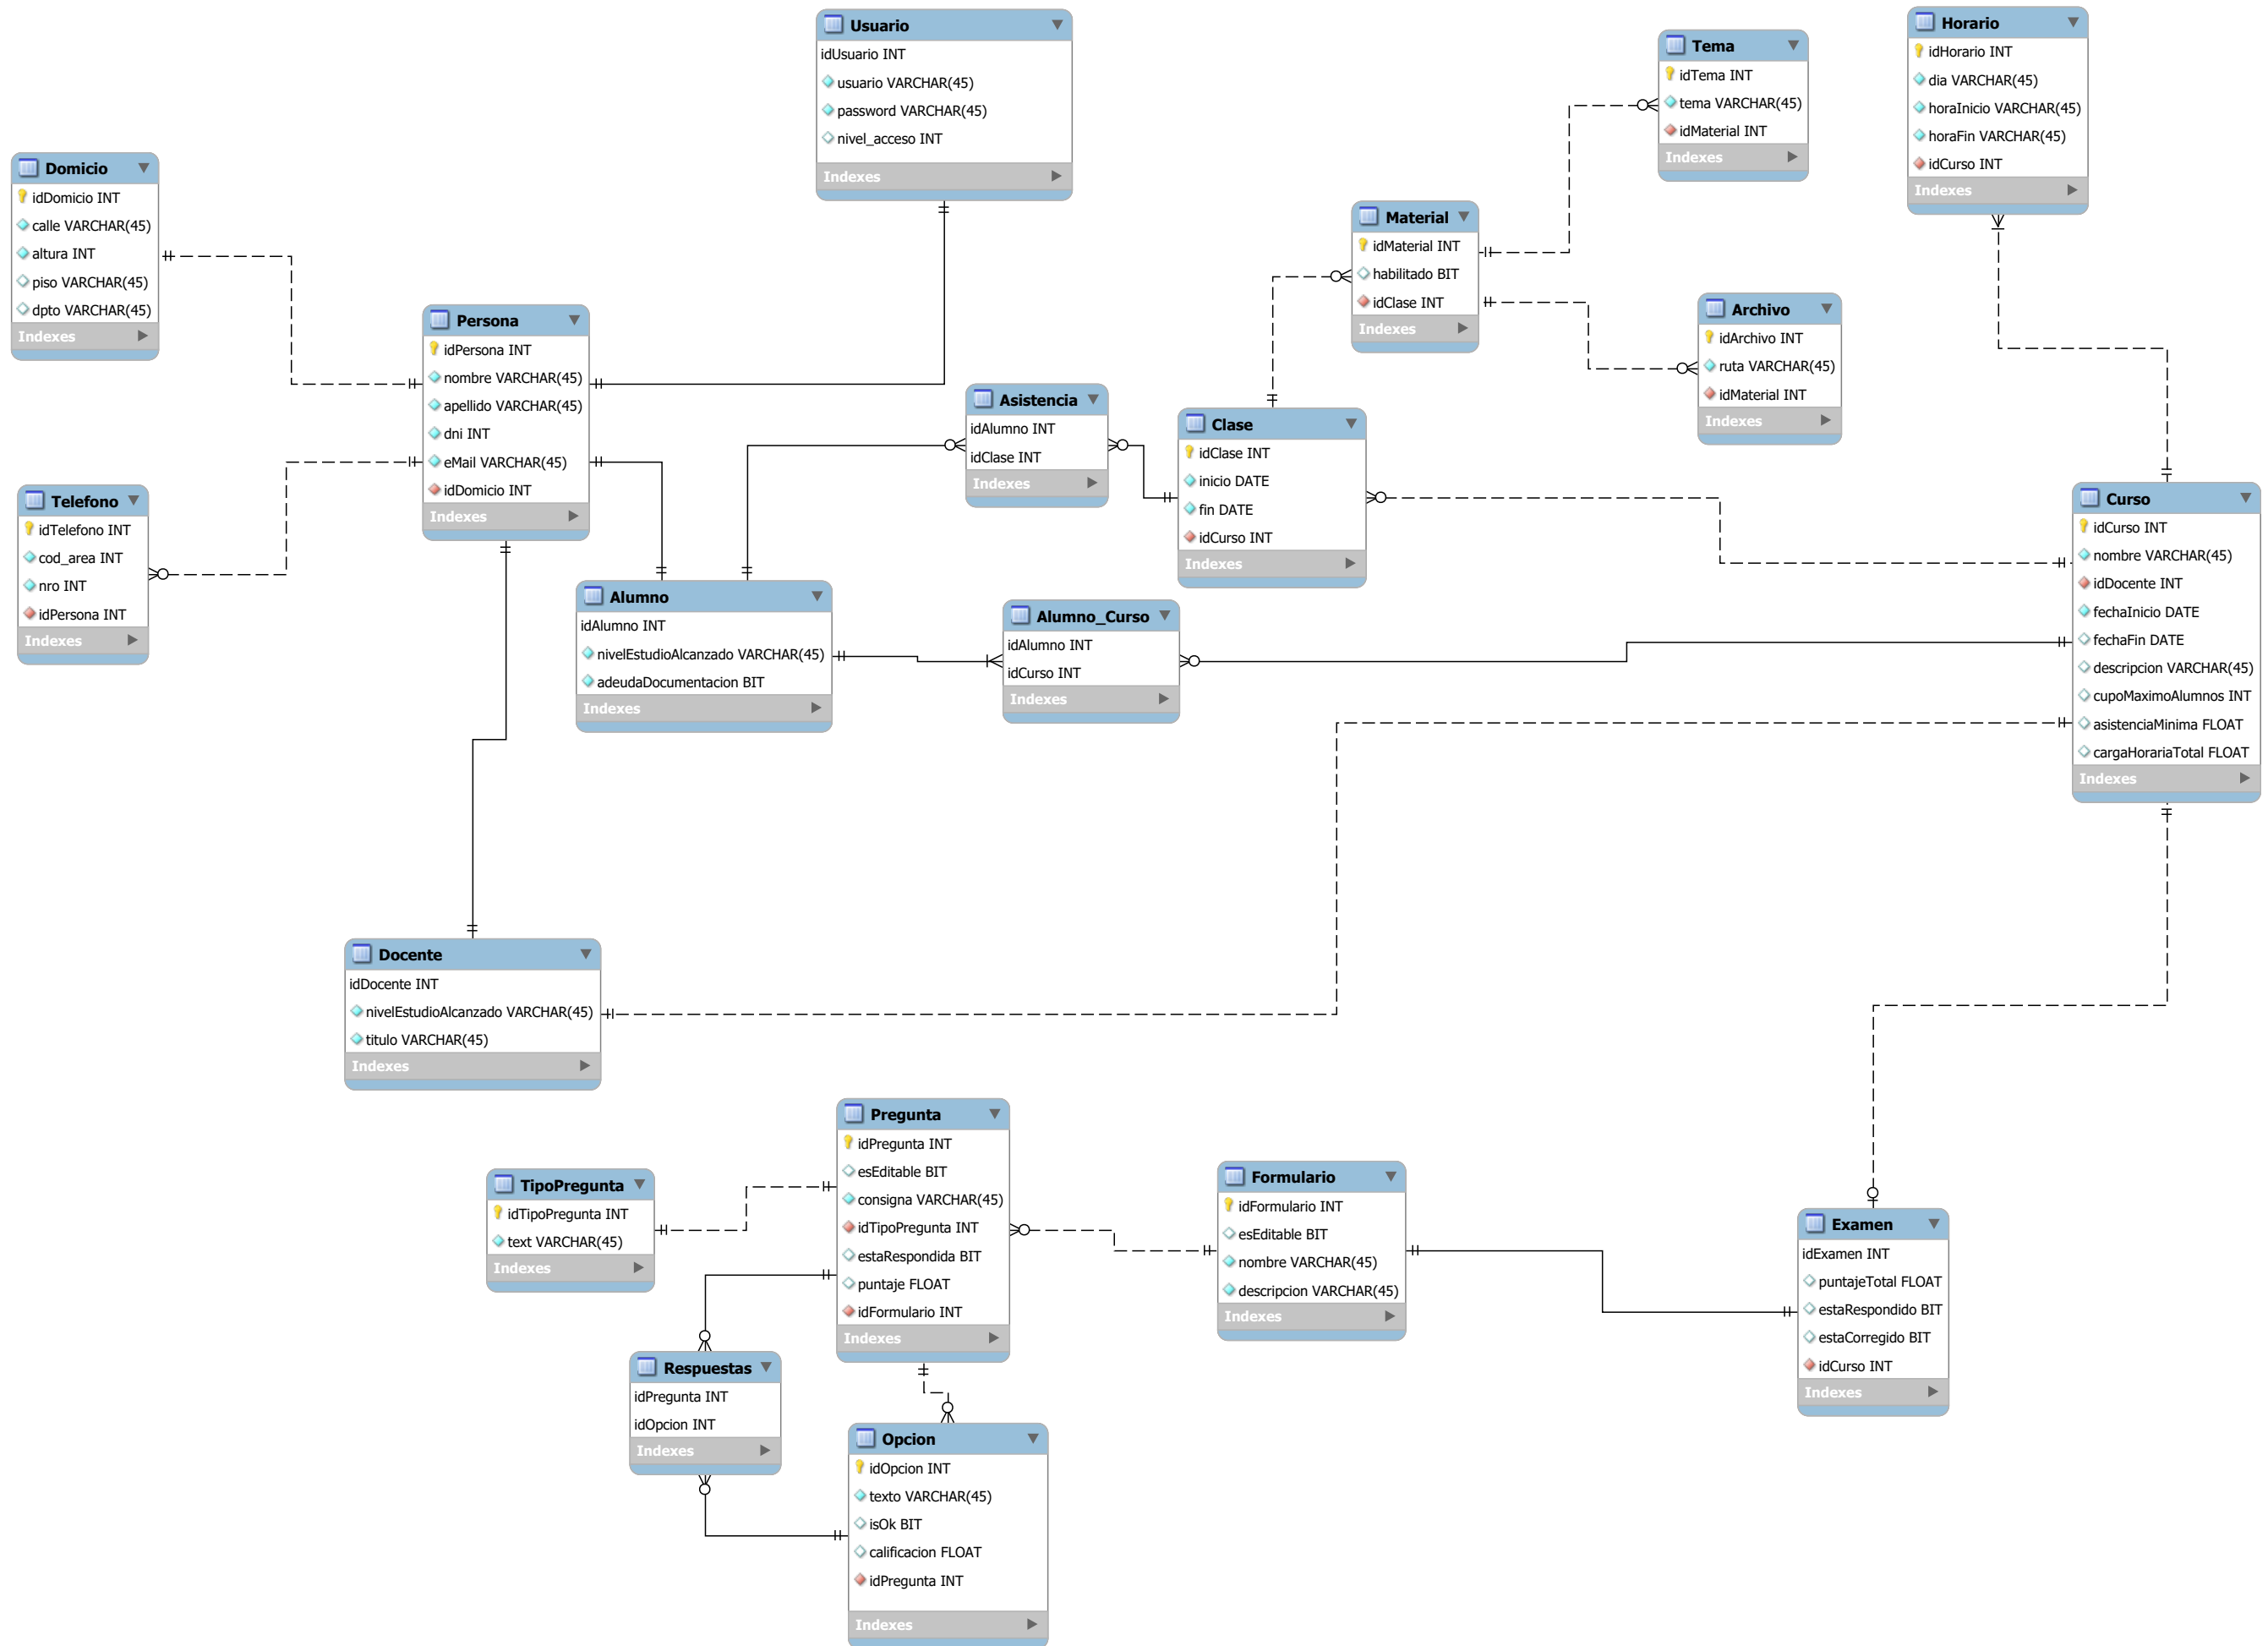 Usuario
idUsuario INT
usuario VARCHAR(45)
password VARCHAR(45)
nivel_acceso INT
Indexes
Tema
idTema INT
tema VARCHAR(45)
idMaterial INT
Indexes
Horario
idHorario INT
dia VARCHAR(45)
horaInicio VARCHAR(45)
horaFin VARCHAR(45)
idCurso INT
Indexes
Domicio
idDomicio INT
calle VARCHAR(45)
altura INT
piso VARCHAR(45)
dpto VARCHAR(45)
Indexes
Material
idMaterial INT
habilitado BIT
idClase INT
Indexes
Archivo
idArchivo INT
ruta VARCHAR(45)
idMaterial INT
Indexes
Persona
idPersona INT
nombre VARCHAR(45)
apellido VARCHAR(45)
dni INT
eMail VARCHAR(45)
idDomicio INT
Indexes
Asistencia
idAlumno INT
idClase INT
Indexes
Clase
idClase INT
inicio DATE
fin DATE
idCurso INT
Indexes
Telefono
idTelefono INT
cod_area INT
nro INT
idPersona INT
Indexes
Curso
idCurso INT
nombre VARCHAR(45)
idDocente INT
fechaInicio DATE
fechaFin DATE
descripcion VARCHAR(45)
cupoMaximoAlumnos INT
asistenciaMinima FLOAT
cargaHorariaTotal FLOAT
Indexes
Alumno
idAlumno INT
nivelEstudioAlcanzado VARCHAR(45)
adeudaDocumentacion BIT
Indexes
Alumno_Curso
idAlumno INT
idCurso INT
Indexes
Docente
idDocente INT
nivelEstudioAlcanzado VARCHAR(45)
titulo VARCHAR(45)
Indexes
Pregunta
idPregunta INT
esEditable BIT
consigna VARCHAR(45)
idTipoPregunta INT
estaRespondida BIT
puntaje FLOAT
idFormulario INT
Indexes
TipoPregunta
idTipoPregunta INT
text VARCHAR(45)
Indexes
Formulario
idFormulario INT
esEditable BIT
nombre VARCHAR(45)
descripcion VARCHAR(45)
Indexes
Examen
idExamen INT
puntajeTotal FLOAT
estaRespondido BIT
estaCorregido BIT
idCurso INT
Indexes
Respuestas
idPregunta INT
idOpcion INT
Indexes
Opcion
idOpcion INT
texto VARCHAR(45)
isOk BIT
calificacion FLOAT
idPregunta INT
Indexes